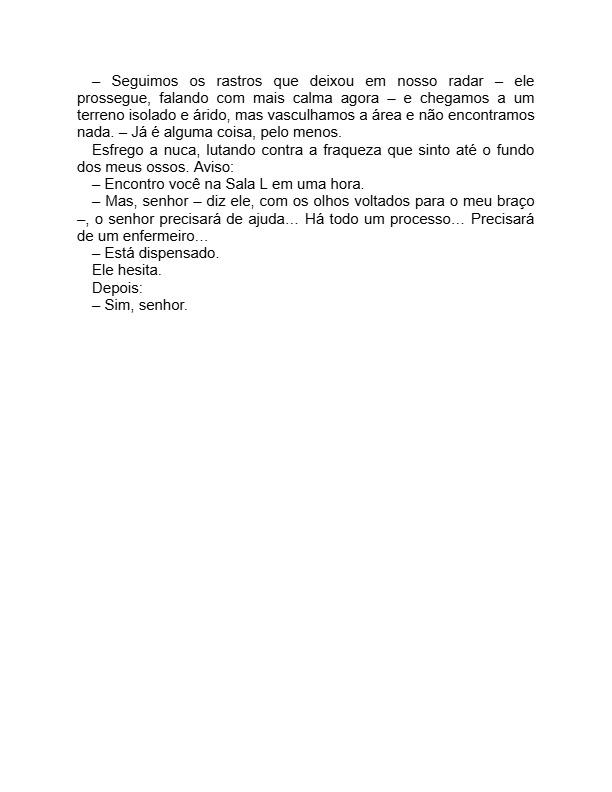 – Seguimos os rastros que deixou em nosso radar – ele
prossegue, falando com mais calma agora – e chegamos a um
terreno isolado e árido, mas vasculhamos a área e não encontramos
nada. – Já é alguma coisa, pelo menos.
Esfrego a nuca, lutando contra a fraqueza que sinto até o fundo
dos meus ossos. Aviso:
– Encontro você na Sala L em uma hora.
– Mas, senhor – diz ele, com os olhos voltados para o meu braço
–, o senhor precisará de ajuda… Há todo um processo… Precisará
de um enfermeiro…
– Está dispensado.
Ele hesita.
Depois:
– Sim, senhor.